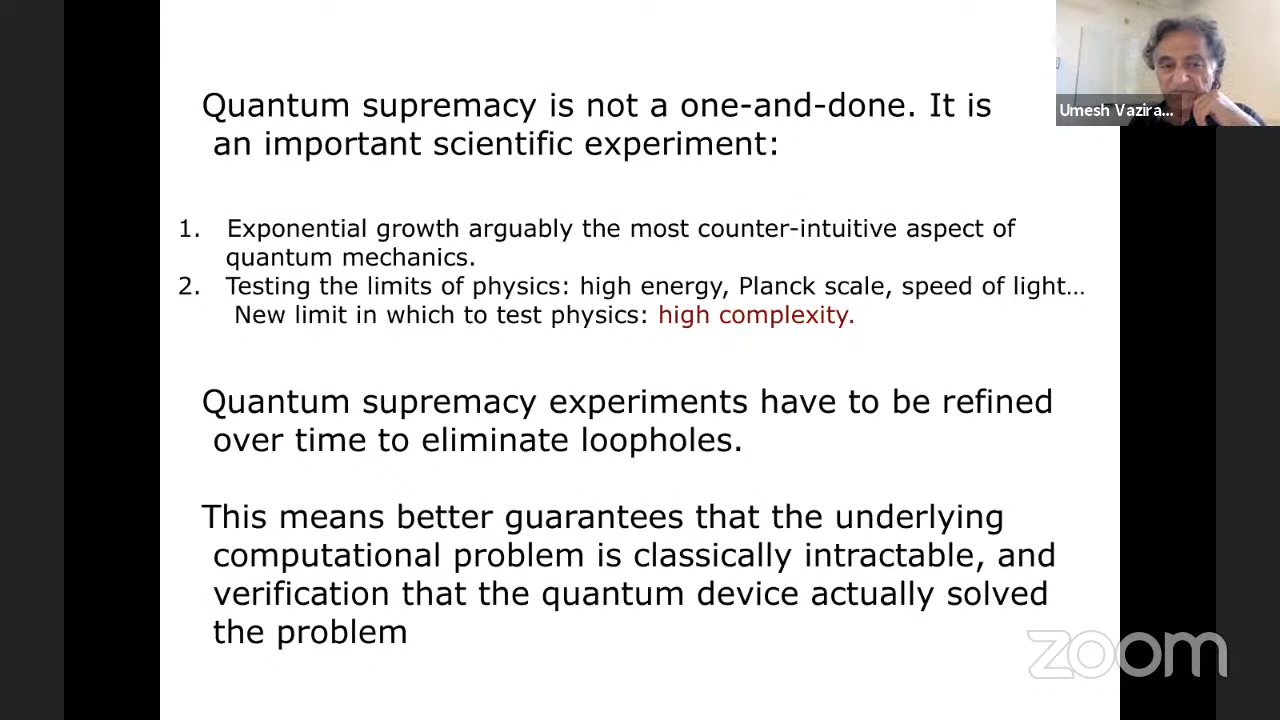 Quantum supremacy is not a one-and-done. It is
an important scientific experiment:
1. Exponential growth arguably the most counter-intuitive aspect of
quantum mechanics.
2. Testing the limits of physics: high energy, Planck scale, speed of light…
New limit in which to test physics: high complexity.
Quantum supremacy experiments have to be refined
over time to eliminate loopholes.
This means better guarantees that the underlying
computational problem is classically intractable, and
verification that the quantum device actually solved
the problem
Umesh Vazira...
zoom